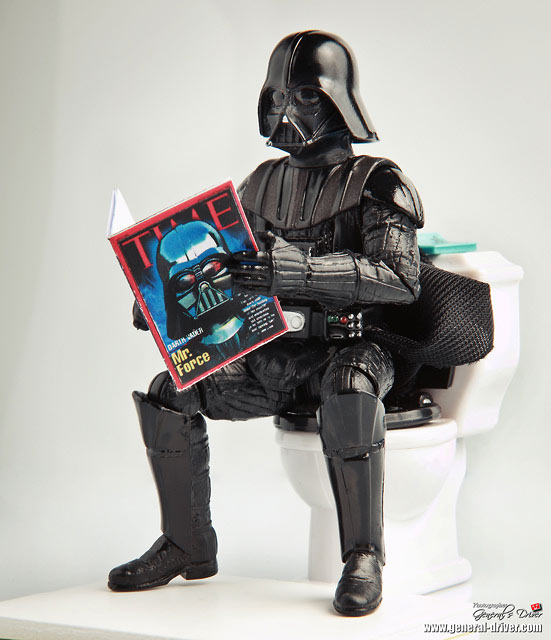 TIME
DARTH VADER
Mr.
Force
Photographer
General's Driver
www.general-driver.com